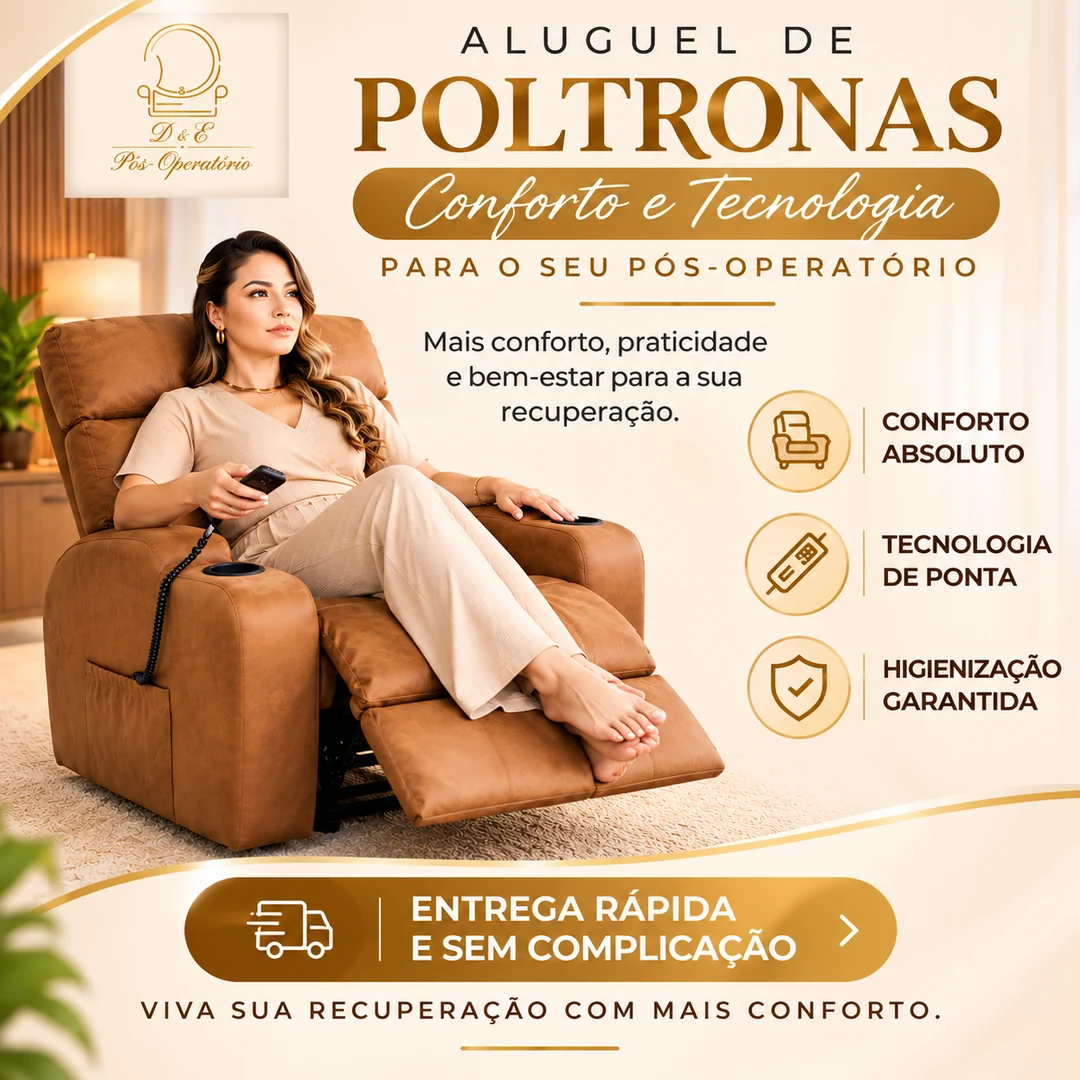 D & E
Pós-Operatório
ALUGUEL DE
POLTRONAS
Conforto e Tecnologia
PARA O SEU PÓS-OPERATÓRIO
Mais conforto, praticidade
e bem-estar para a sua
recuperação.
CONFORTO
ABSOLUTO
TECNOLOGIA
DE PONTA
HIGIENIZAÇÃO
GARANTIDA
ENTREGA RÁPIDA
E SEM COMPLICAÇÃO
VIVA SUA RECUPERAÇÃO COM MAIS CONFORTO.